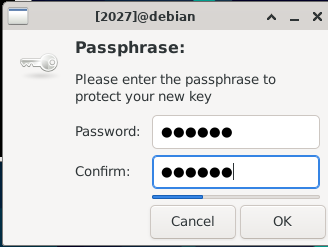 [2027]@debian
Passphrase:
Please enter the passphrase to
protect your new key
Password: ●●●●●●
Confirm: ●●●●●●
Cancel OK